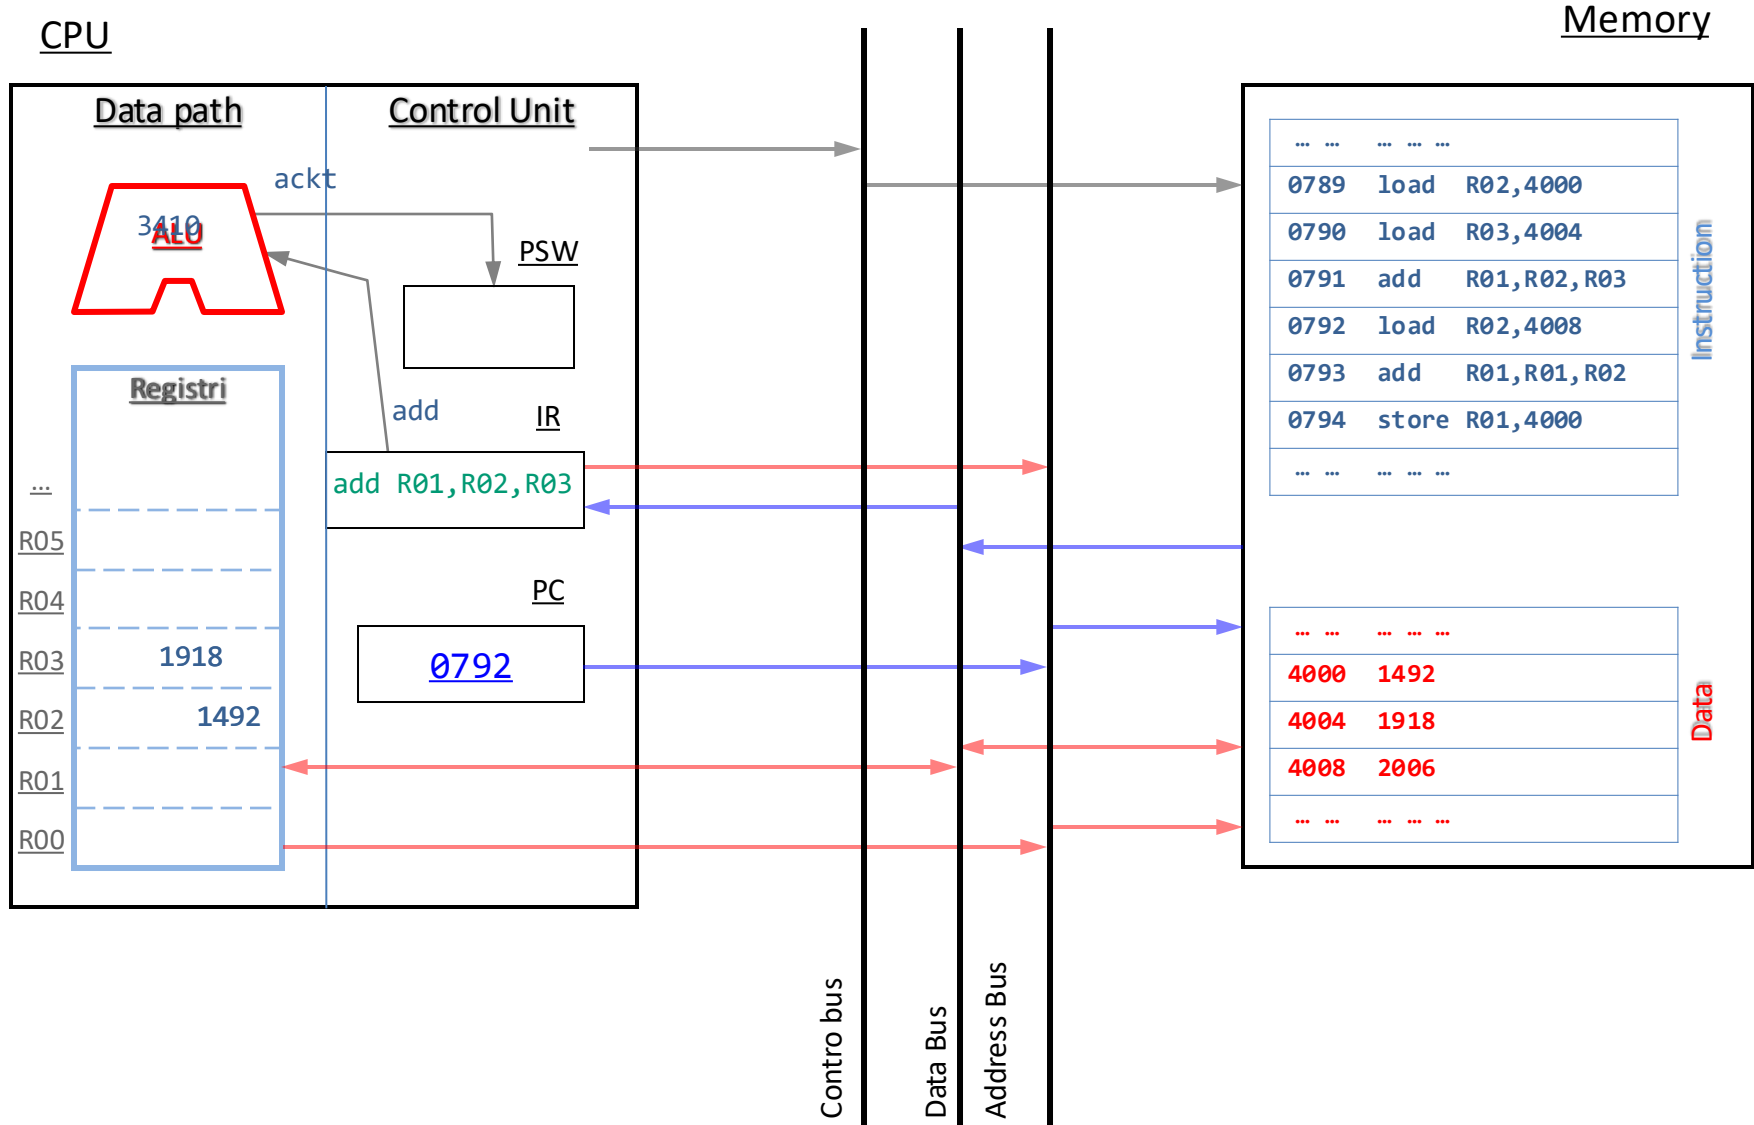 CPU
Memory
Data path
Control Unit
ackt
3410
ALU
PSW
Registri
add
IR
add R01,R02,R03
PC
0792
...
R05
R04
R03 1918
R02 1492
R01
R00
Contro bus
Data Bus
Address Bus
... ... ... ... ...
0789 load R02,4000
0790 load R03,4004
0791 add R01,R02,R03
0792 load R02,4008
0793 add R01,R01,R02
0794 store R01,4000
... ... ... ... ...
Instruction
... ... ... ... ...
4000 1492
4004 1918
4008 2006
... ... ... ... ...
Data